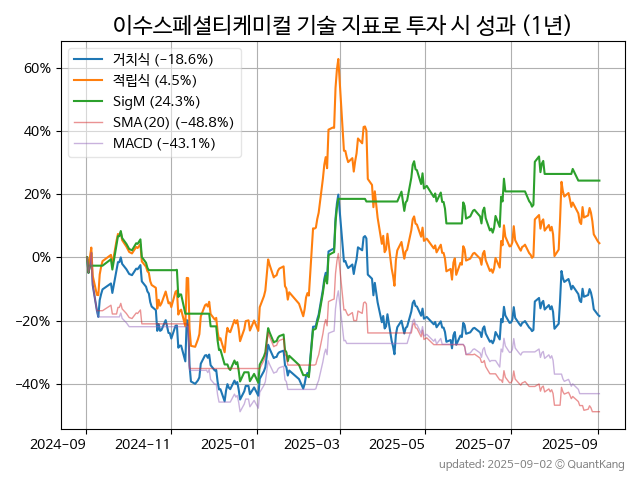 이수스페셜티케미컬 기술 지표로 투자 시 성과 (1년)
거치식 (−18.6%)
적립식 (4.5%)
SigM (24.3%)
SMA(20) (−48.8%)
MACD (−43.1%)
60%
40%
20%
0%
−20%
−40%
2024-09 2024-11 2025-01 2025-03 2025-05 2025-07 2025-09
updated: 2025-09-02 © QuantKang